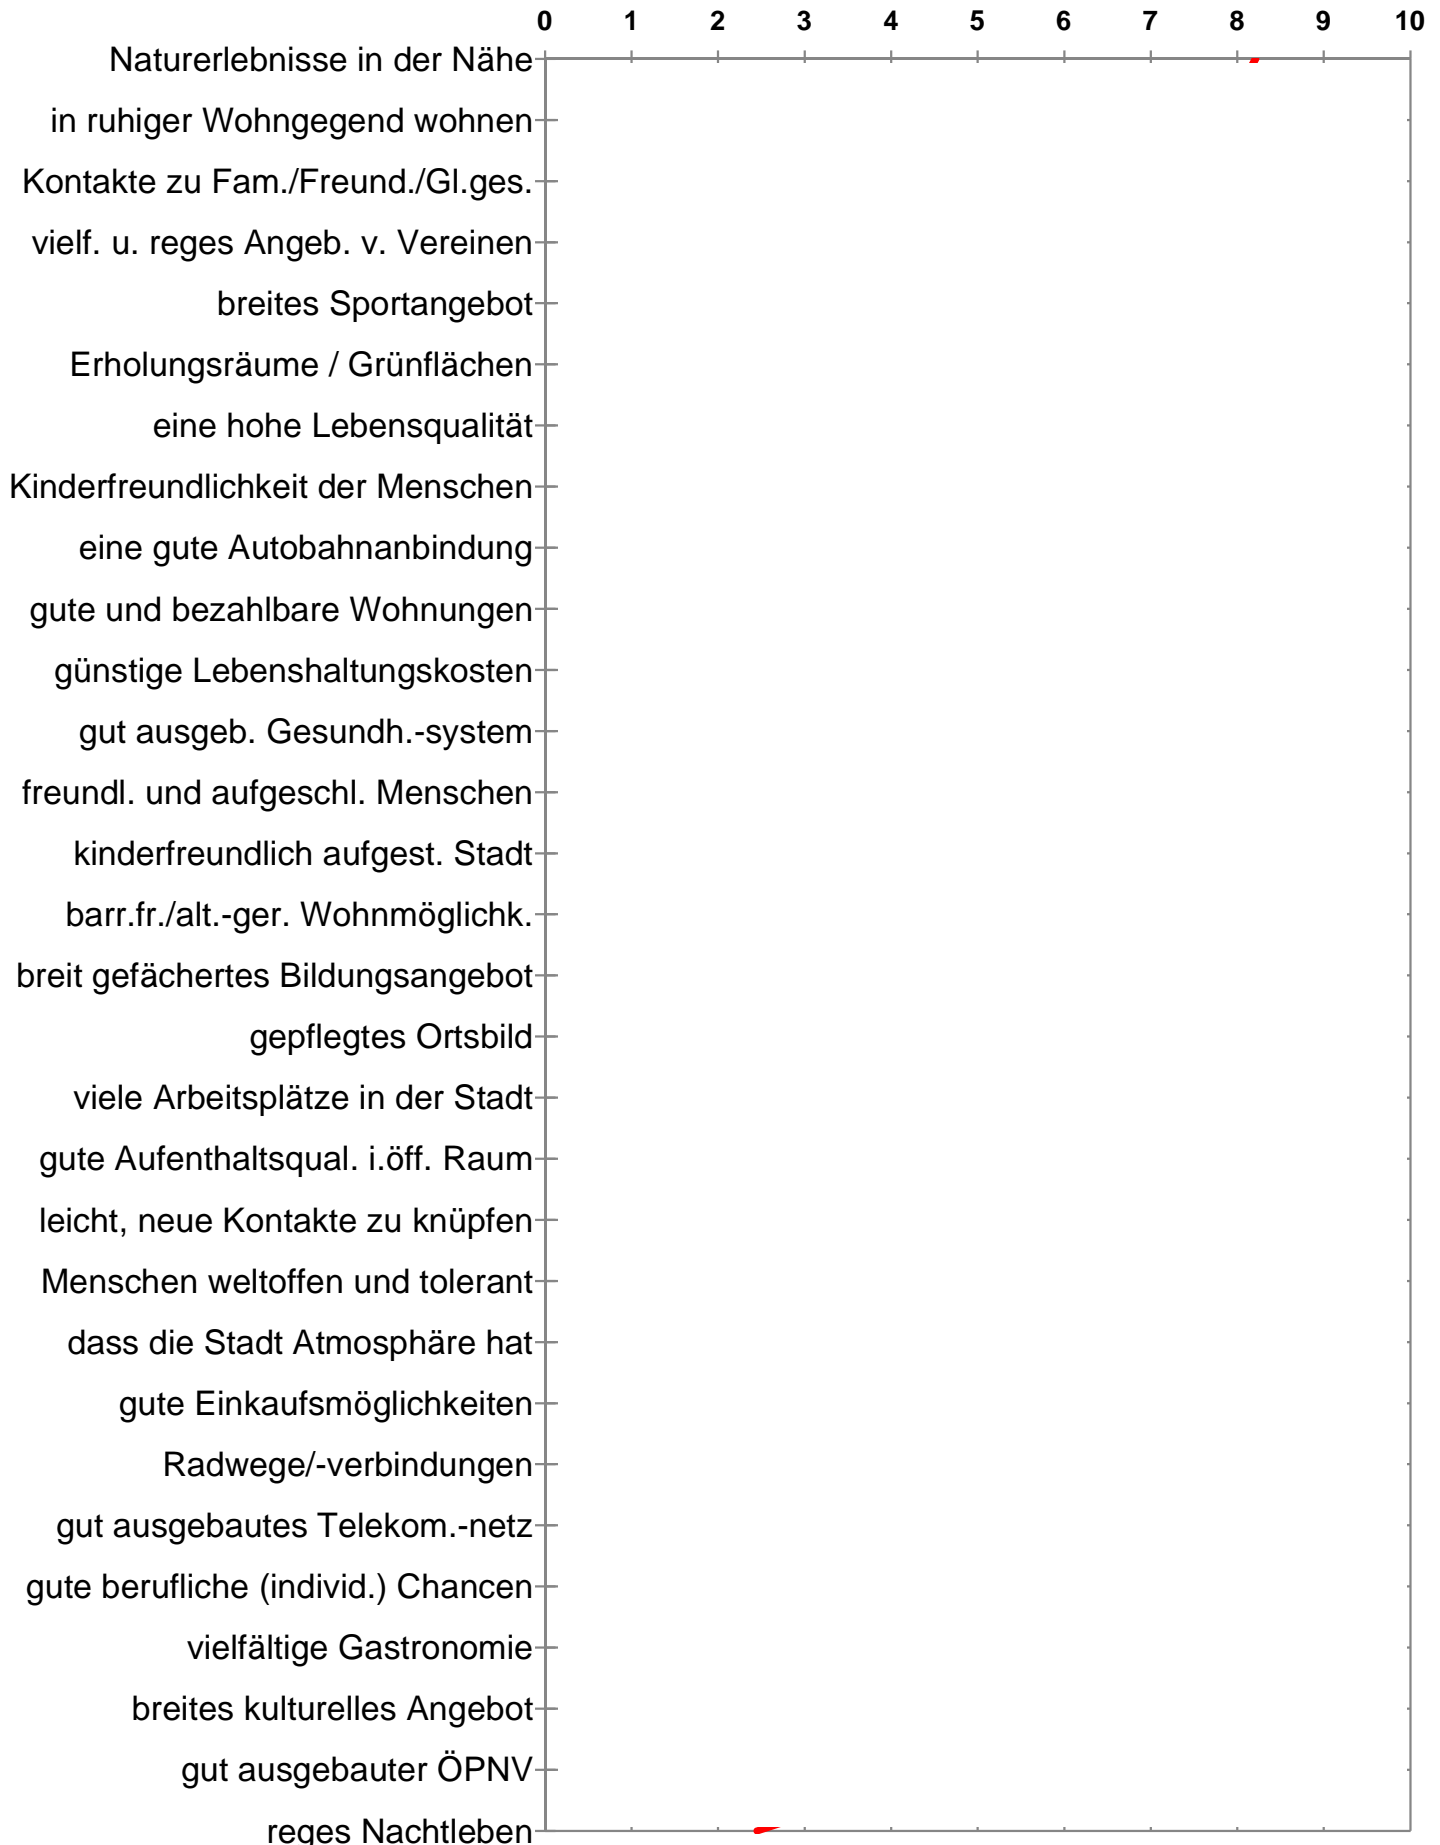 0 1 2 3 4 5 6 7 8 9 10
Naturerlebnisse in der Nähe
in ruhiger Wohngegend wohnen
Kontakte zu Fam./Freund./Gl.ges.
vielf. u. reges Angeb. v. Vereinen
breites Sportangebot
Erholungsräume / Grünflächen
eine hohe Lebensqualität
Kinderfreundlichkeit der Menschen
eine gute Autobahnanbindung
gute und bezahlbare Wohnungen
günstige Lebenshaltungskosten
gut ausgeb. Gesundh.-system
freundl. und aufgeschl. Menschen
kinderfreundlich aufgest. Stadt
barr.fr./alt.-ger. Wohnmöglichk.
breit gefächertes Bildungsangebot
gepflegtes Ortsbild
viele Arbeitsplätze in der Stadt
gute Aufenthaltsqual. i.öff. Raum
leicht, neue Kontakte zu knüpfen
Menschen weltoffen und tolerant
dass die Stadt Atmosphäre hat
gute Einkaufsmöglichkeiten
Radwege/-verbindungen
gut ausgebautes Telekom.-netz
gute berufliche (individ.) Chancen
vielfältige Gastronomie
breites kulturelles Angebot
gut ausgebauter ÖPNV
reges Nachtleben